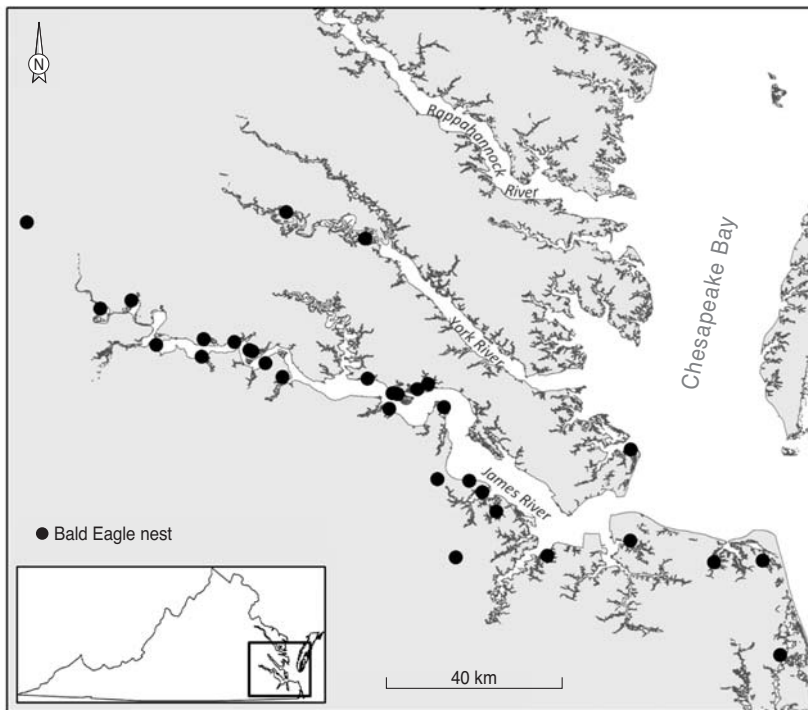 N
Rappahannock
River
Chesapeake Bay
York River
James River
Bald Eagle nest
40 km